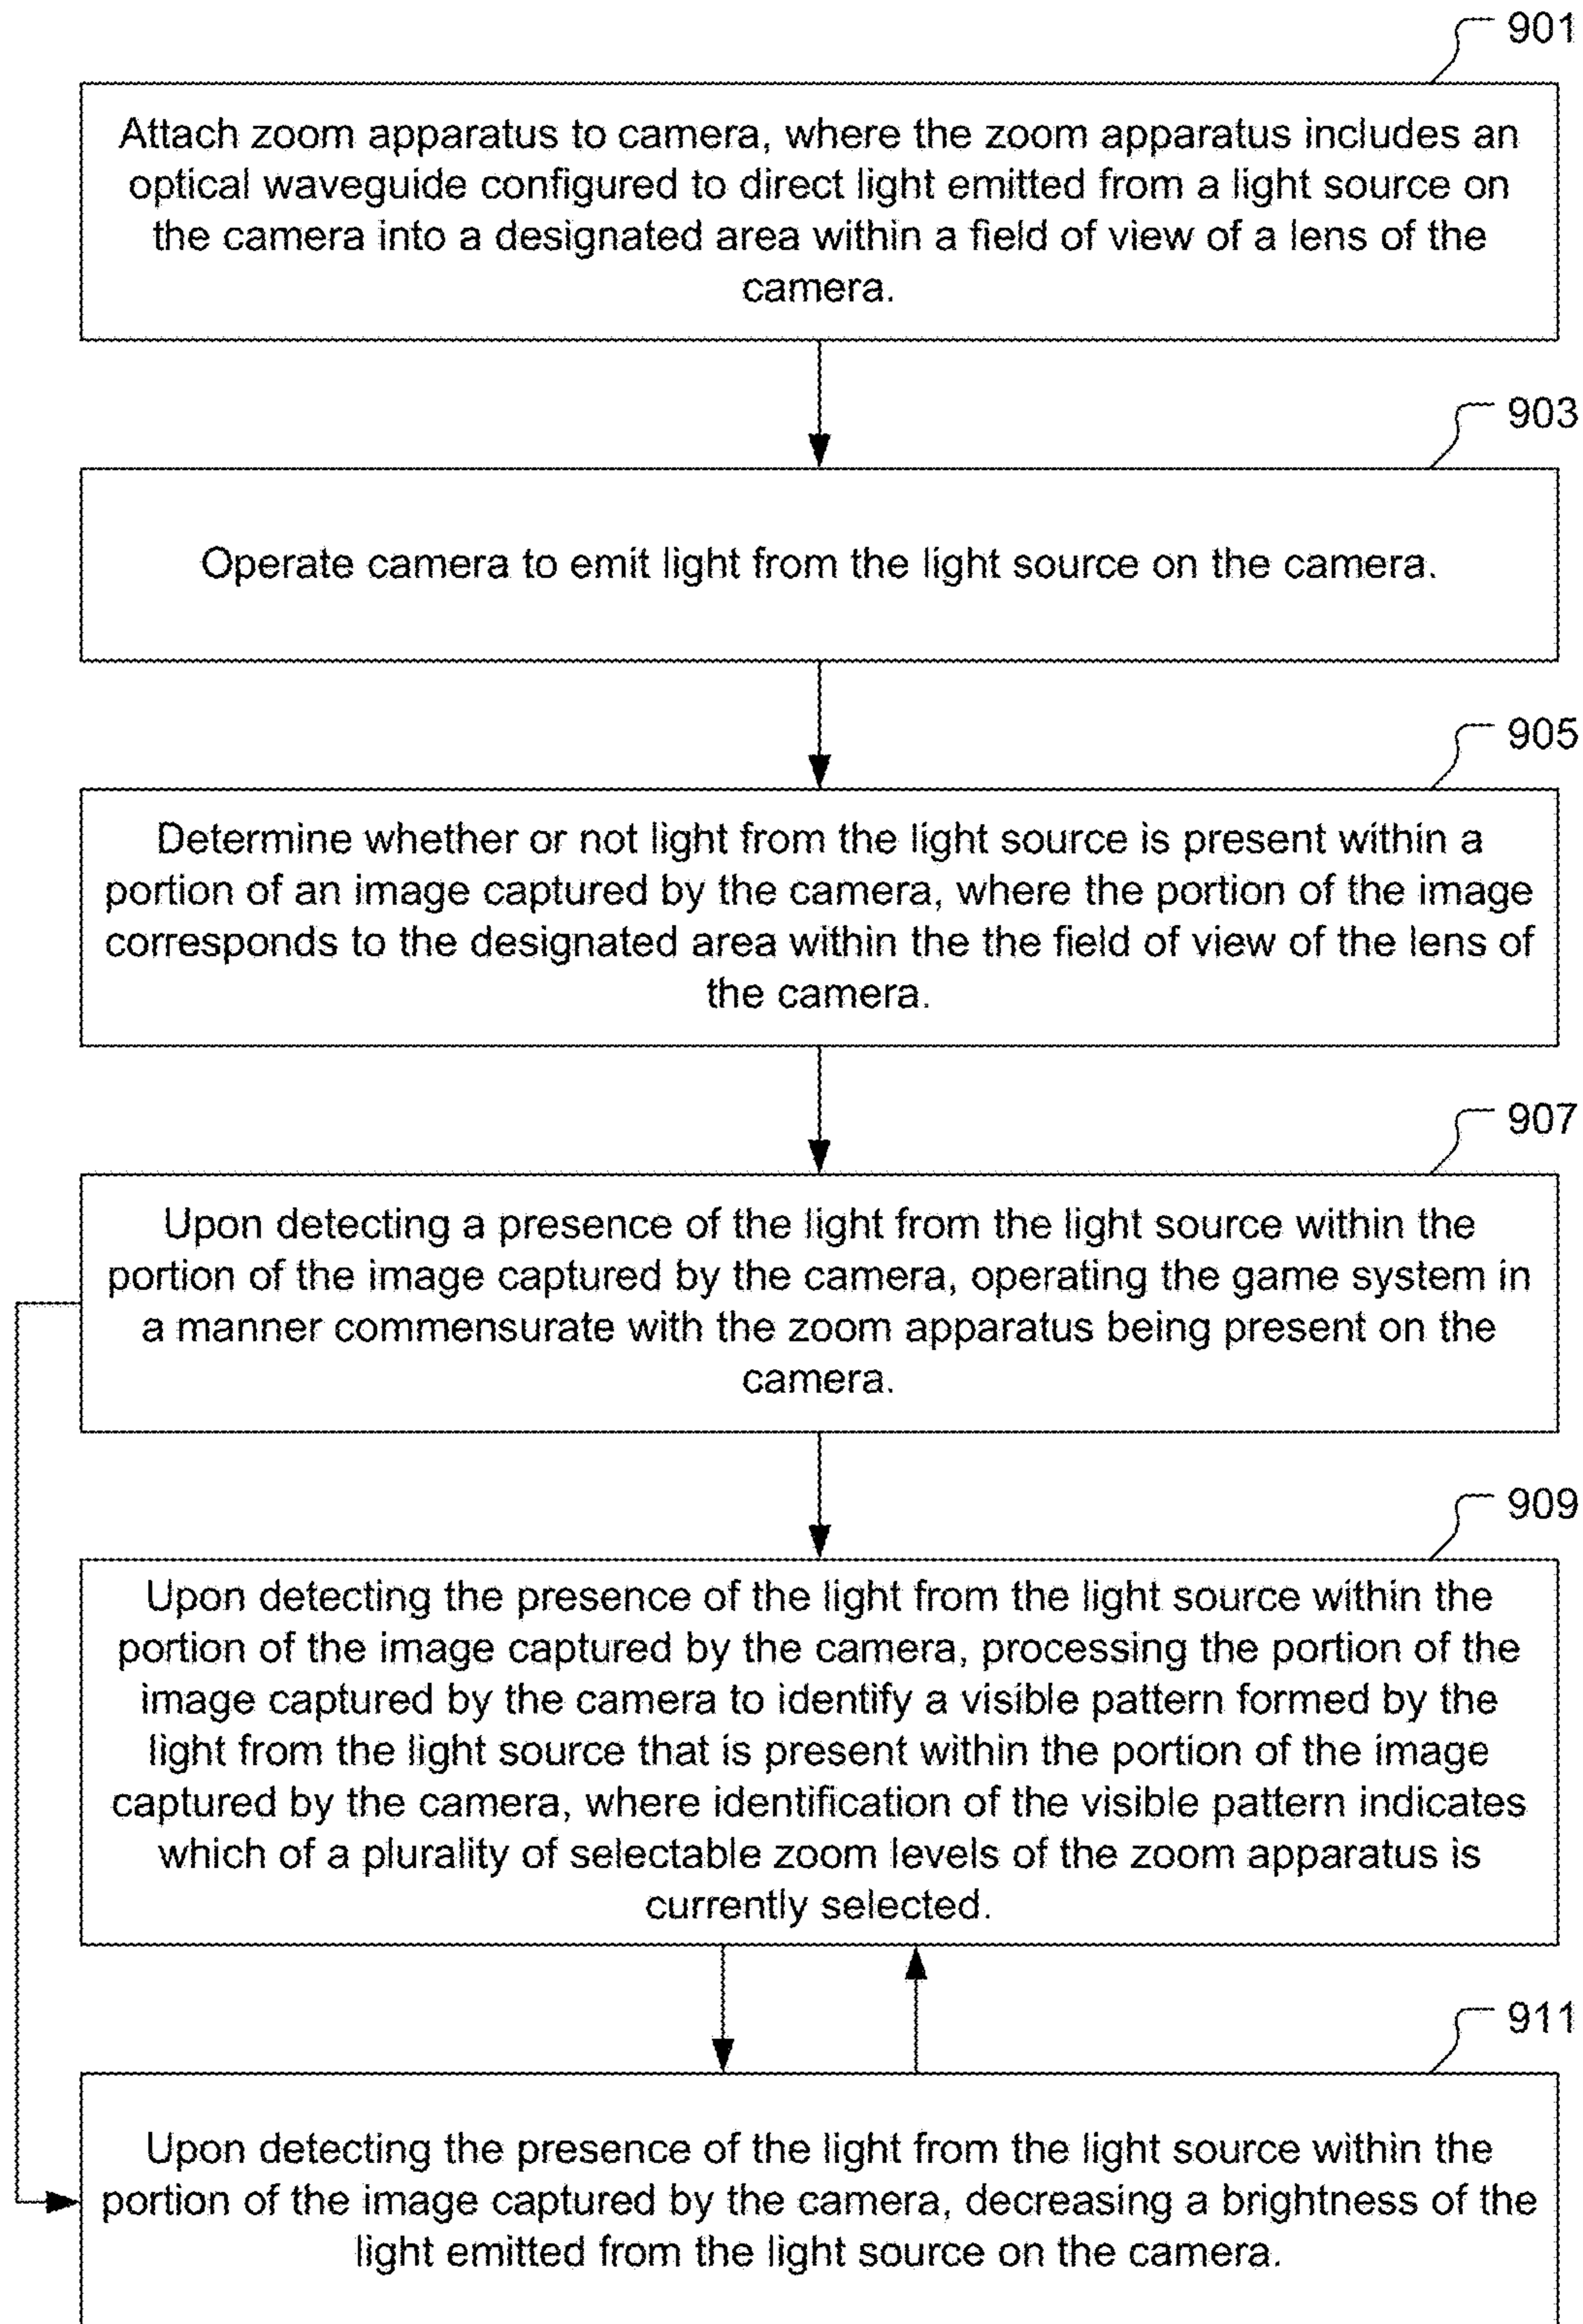 901
Attach zoom apparatus to camera, where the zoom apparatus includes an
optical waveguide configured to direct light emitted from a light source on
the camera into a designated area within a field of view of a lens of the
camera.
903
Operate camera to emit light from the light source on the camera.
905
Determine whether or not light from the light source is present within a
portion of an image captured by the camera, where the portion of the image
corresponds to the designated area within the the field of view of the lens of
the camera.
907
Upon detecting a presence of the light from the light source within the
portion of the image captured by the camera, operating the game system in
a manner commensurate with the zoom apparatus being present on the
camera.
909
Upon detecting the presence of the light from the light source within the
portion of the image captured by the camera, processing the portion of the
image captured by the camera to identify a visible pattern formed by the
light from the light source that is present within the portion of the image
captured by the camera, where identification of the visible pattern indicates
which of a plurality of selectable zoom levels of the zoom apparatus is
currently selected.
911
Upon detecting the presence of the light from the light source within the
portion of the image captured by the camera, decreasing a brightness of the
light emitted from the light source on the camera.